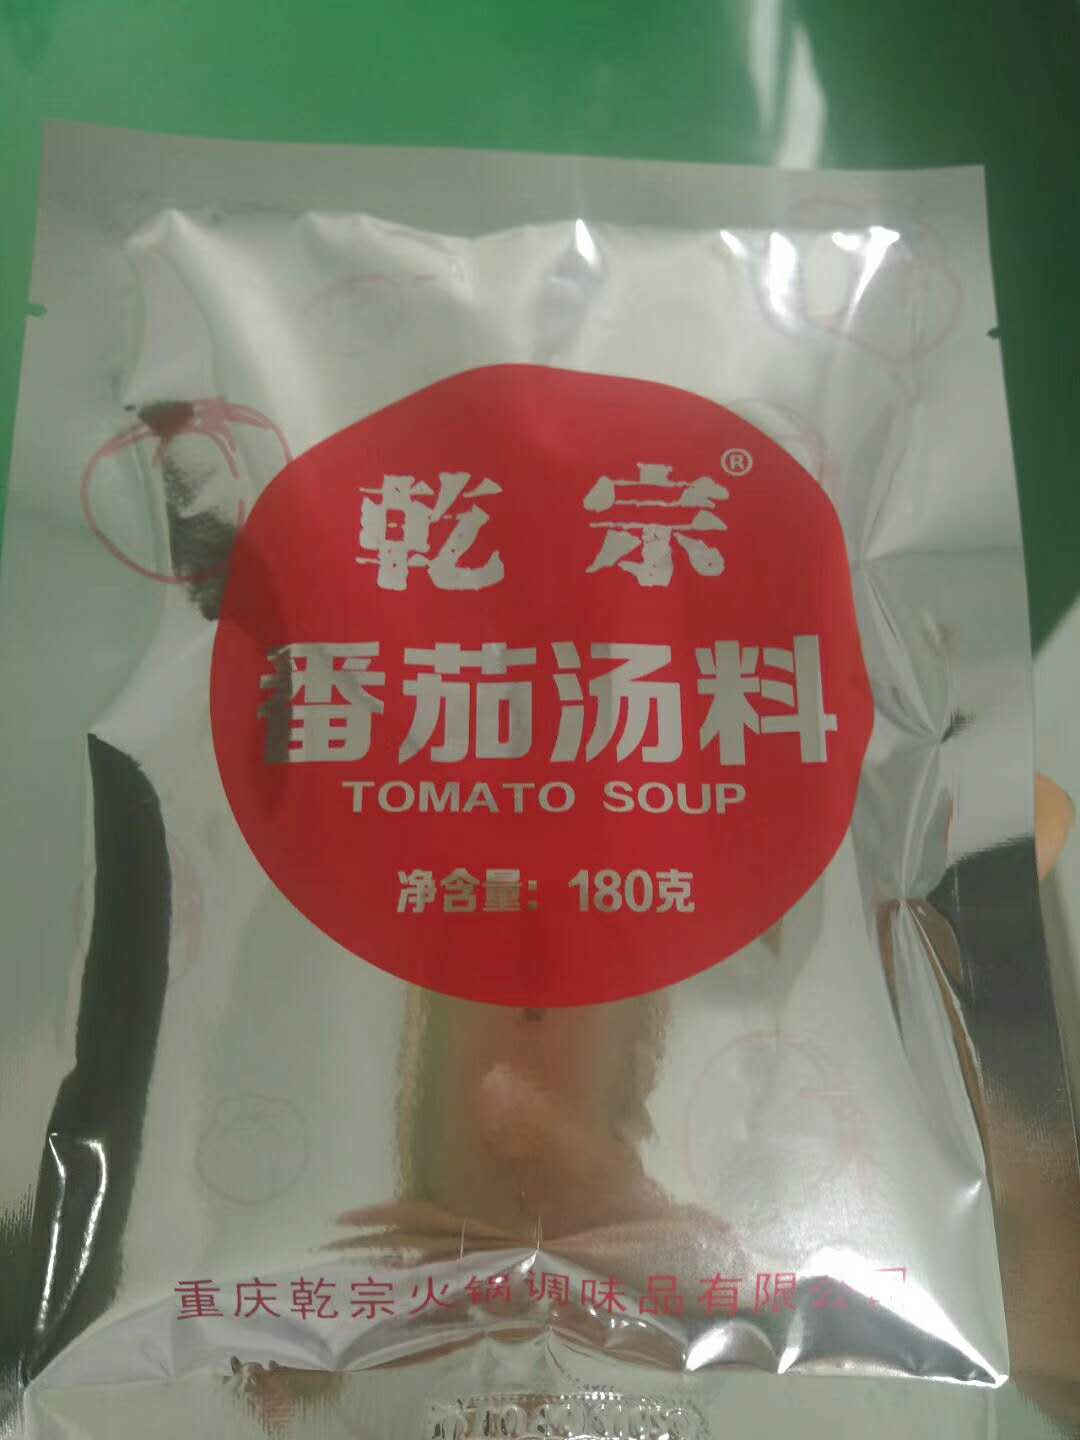 乾宗®
番茄汤料
TOMATO SOUP
净含量：180克
重庆乾宗火锅调味品有限公司